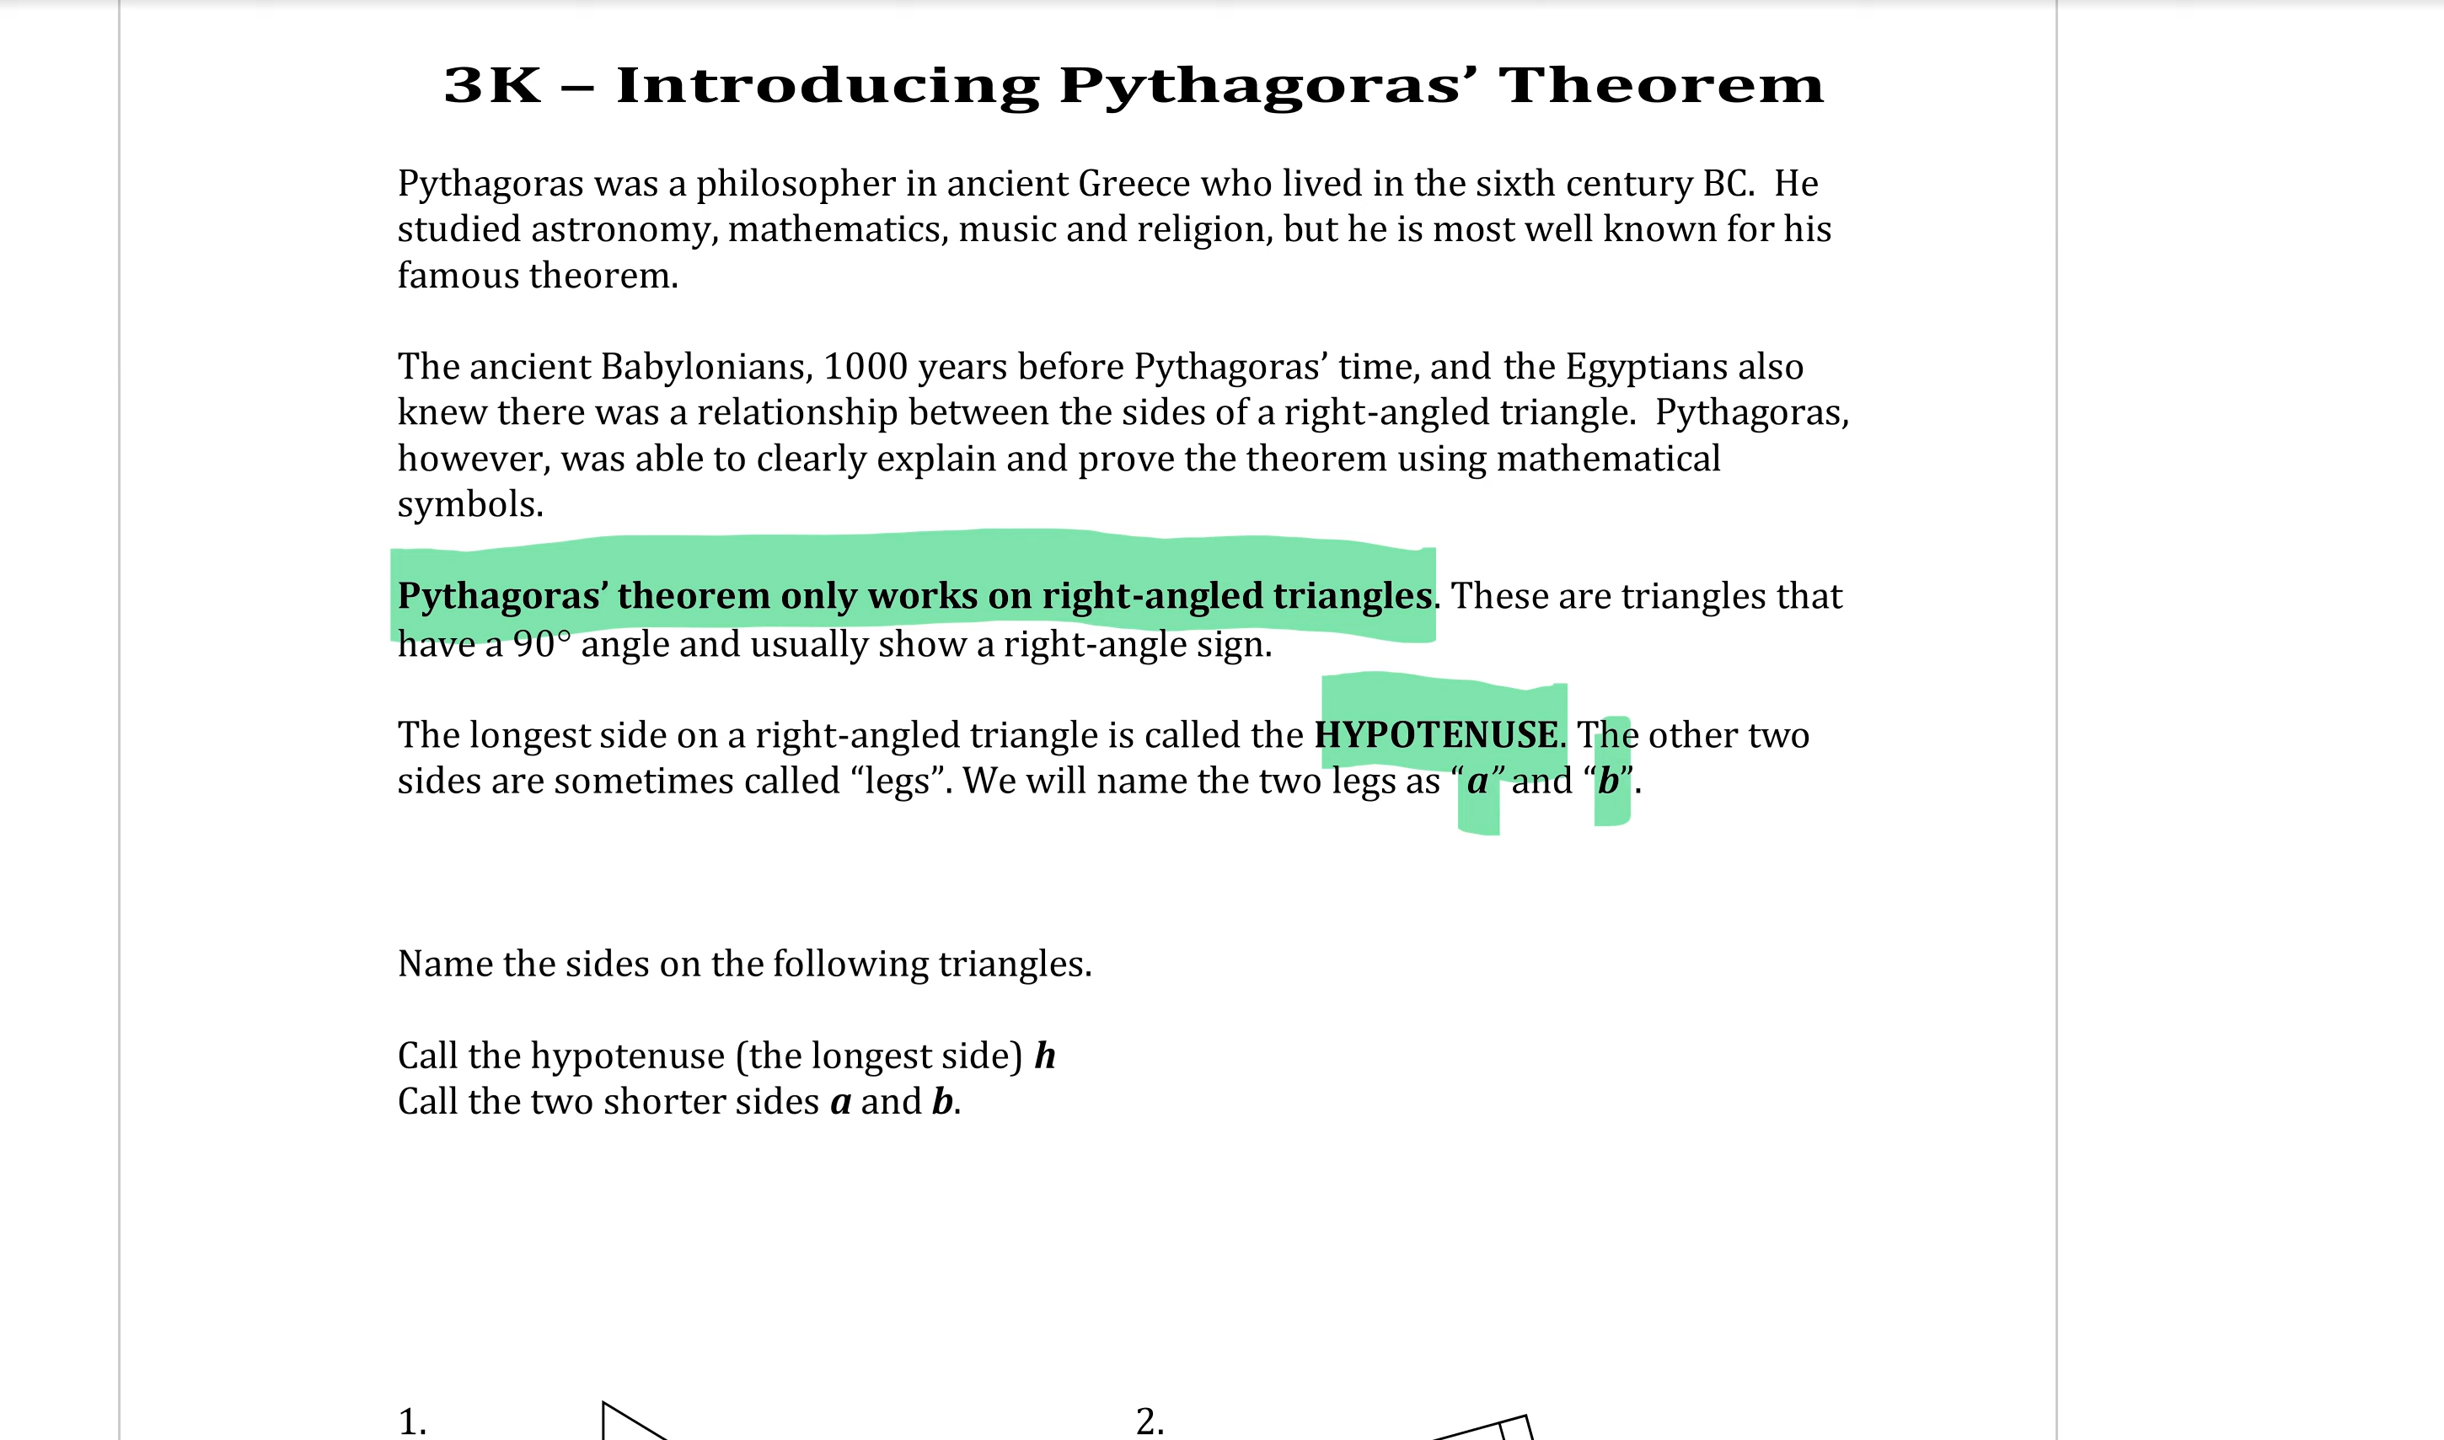 3K – Introducing Pythagoras’ Theorem
Pythagoras was a philosopher in ancient Greece who lived in the sixth century BC.  He
studied astronomy, mathematics, music and religion, but he is most well known for his
famous theorem.
The ancient Babylonians, 1000 years before Pythagoras’ time, and the Egyptians also
knew there was a relationship between the sides of a right-angled triangle.  Pythagoras,
however, was able to clearly explain and prove the theorem using mathematical
symbols.
Pythagoras’ theorem only works on right-angled triangles. These are triangles that
have a 90° angle and usually show a right-angle sign.
The longest side on a right-angled triangle is called the HYPOTENUSE. The other two
sides are sometimes called “legs”. We will name the two legs as “a” and “b”.
Name the sides on the following triangles.
Call the hypotenuse (the longest side) h
Call the two shorter sides a and b.
1.
2.